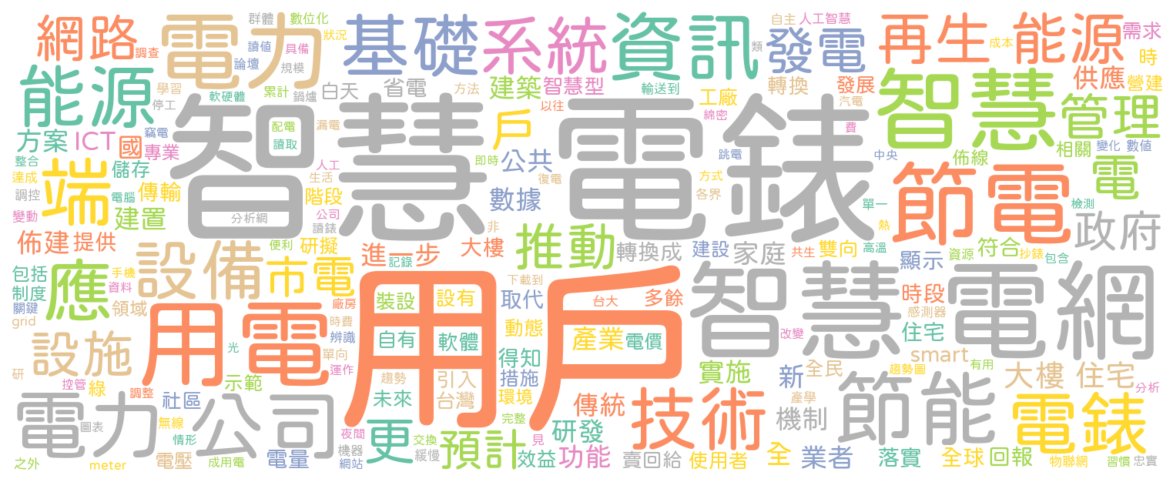 網路
調查
電力
群體
數位化
論壇
讀值
狀況
具備
規模
基礎
系統
資訊
發電
自主
人工智慧
類
再生
能源
成本
需求
時
供應
營建
能源
學習
停工
軟硬體
累計
鍋爐
白天
省電
方法
建築
智慧型
輸送到
工廠
綿密
轉換
發展
汽電
費
智慧
管理
方案
ICT
國
竊電
專業
整合
達成
調控
變動
端
儲存
電腦
傳輸
建置
智慧
電錶
配電
漏電
讀取
以往
戶
即時
公共
數據
人工
生活
復電
階段
公司
讀錶
分析網
跳電
方式
各界
中央
佈線
單一
熱
節電
相關
變化
數值
電
檢測
政府
佈建
提供
設備
便利
研擬
市電
進一步
記錄
大樓
非
推動
下載到
轉換成
建設
家庭
共生
雙向
高溫
資源
符合
抄錶
包含
顯示
包括
制度
關鍵
grid
應
手機
資料
領域
廠房
時費
辨識
單向
運作
用電
用戶
裝設
設有
自有
軟體
取代
動態
得知
台大
多餘
產業
電價
智慧
電網
改變
時段
感測器
住宅
設施
研
控管
綠
調整
光
示範
趨勢
引入
措施
未來
台灣
環境
實施
新
全民
產學
smart
趨勢圖
有用
大樓
住宅
分析
電力
公司
圖表
社區
無線
情形
夜間
機器
網站
更
交換
緩慢
完整
見
預計
效益
傳統
研發
功能
技術
機制
節能
電錶
之外
meter
電壓
成用電
電量
賣回給
使用者
全
業者
落實
全球
回報
物聯網
習慣
忠實